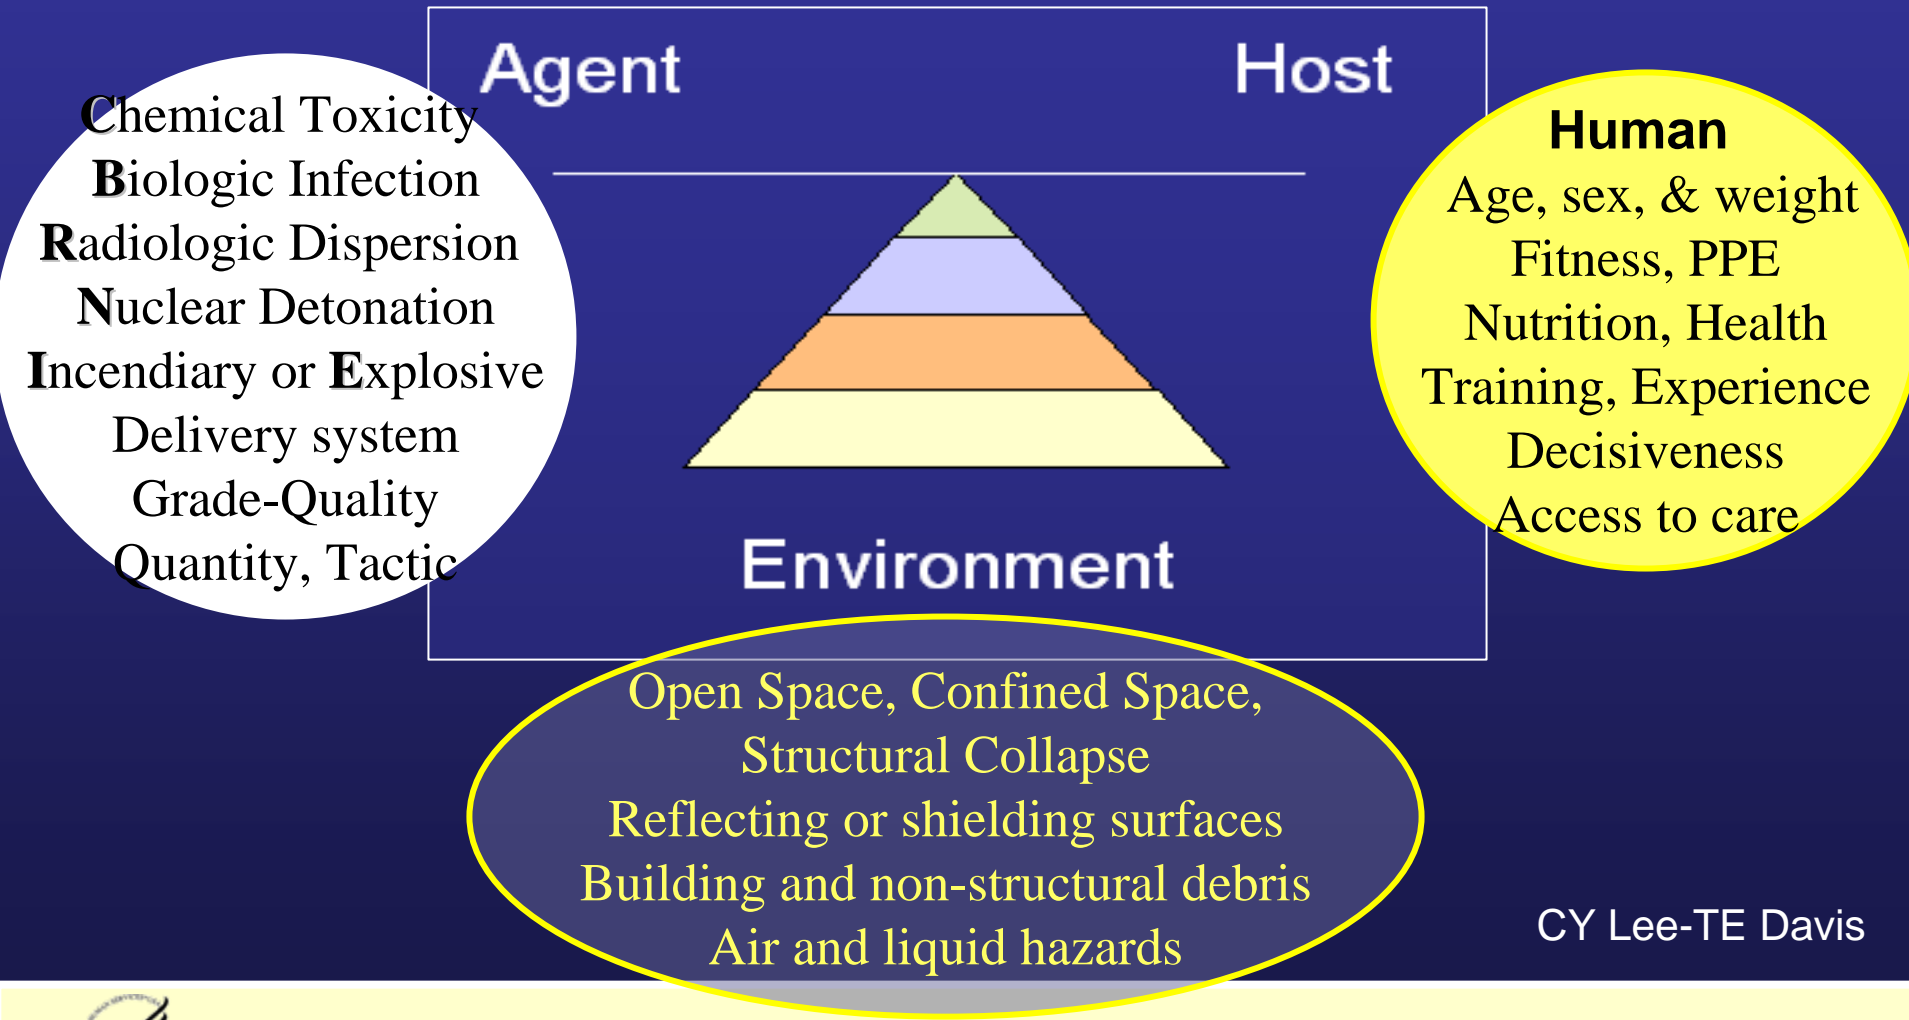 Agent
Host
Chemical Toxicity
Biologic Infection
Radiologic Dispersion
Nuclear Detonation
Incendiary or Explosive
Delivery system
Grade-Quality
Quantity, Tactic
Human
Age, sex, & weight
Fitness, PPE
Nutrition, Health
Training, Experience
Decisiveness
Access to care
Environment
Open Space, Confined Space,
Structural Collapse
Reflecting or shielding surfaces
Building and non-structural debris
Air and liquid hazards
CY Lee-TE Davis